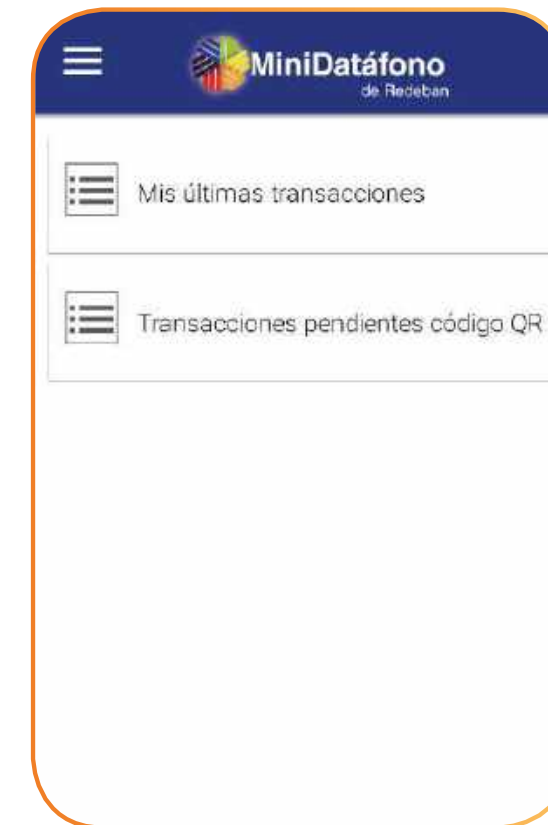 MiniDatáfono
de Redeban
Mis últimas transacciones
Transacciones pendientes código QR